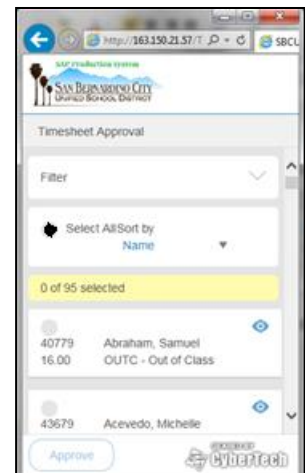 http://163.150.21.57/T
SBCU
SAP Production System
SAN BERNARDINO CITY
UNIFIED SCHOOL DISTRICT
Timesheet Approval
Filter
Select All Sort by
Name
0 of 95 selected
40779 Abraham, Samuel
16.00 OUTC - Out of Class
43679 Acevedo, Michelle
Approve
CyberTech